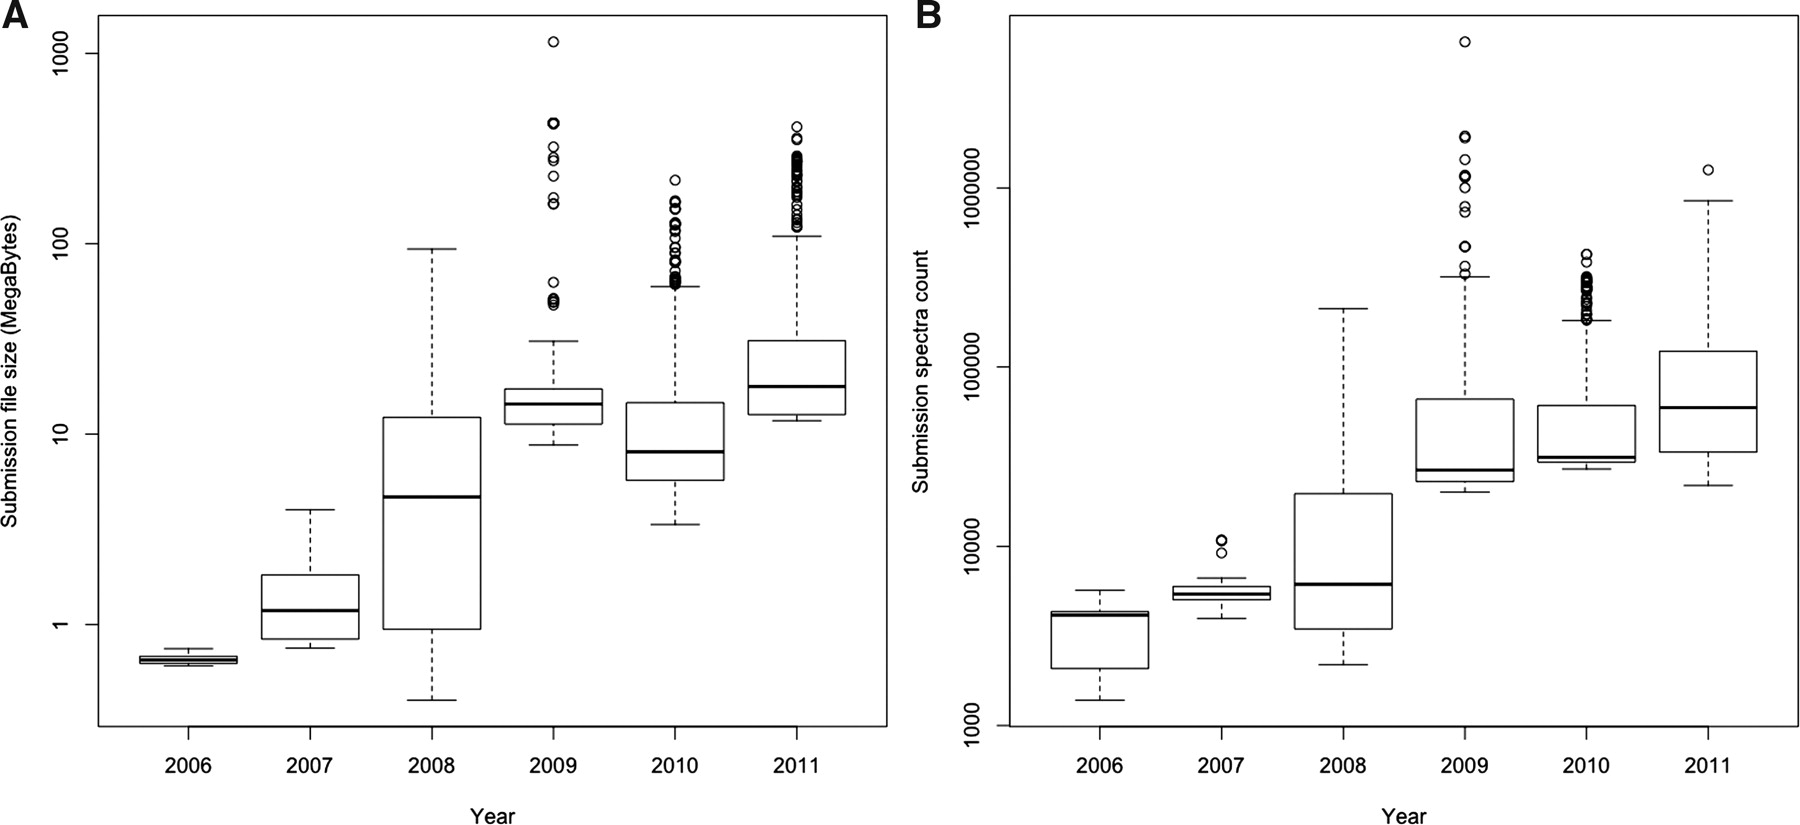 A
Submission file size (MegaBytes)
1000
100
10
1
2006 2007 2008 2009 2010 2011
Year
B
Submission spectra count
1000000
100000
10000
1000
2006 2007 2008 2009 2010 2011
Year